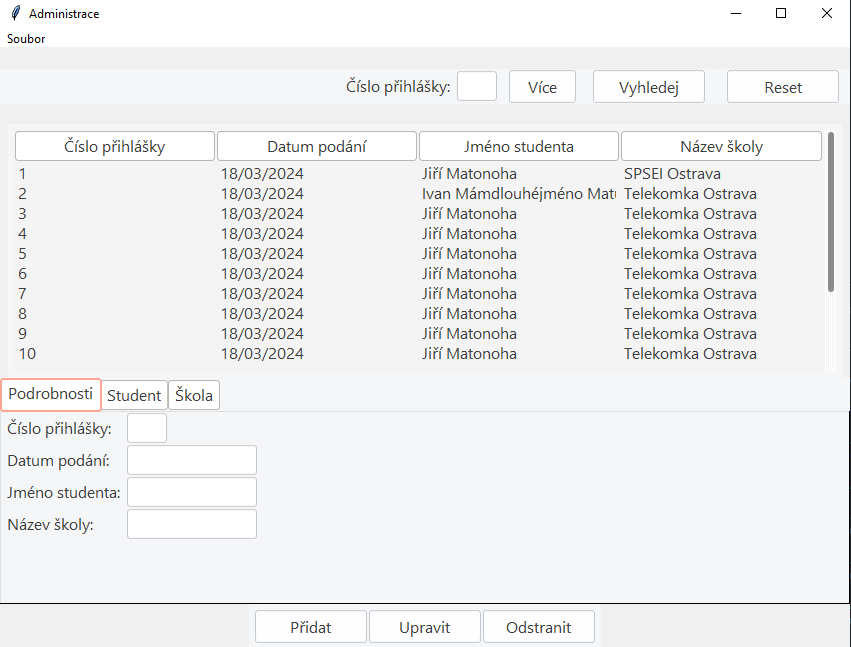 Administrace
Soubor
Číslo přihlášky: Více Vyhledej Reset
Číslo přihlášky Datum podání Jméno studenta Název školy
1 18/03/2024 Jiří Matonoha SPSEI Ostrava
2 18/03/2024 Ivan Mámdlouhéjméno Matu Telekomka Ostrava
3 18/03/2024 Jiří Matonoha Telekomka Ostrava
4 18/03/2024 Jiří Matonoha Telekomka Ostrava
5 18/03/2024 Jiří Matonoha Telekomka Ostrava
6 18/03/2024 Jiří Matonoha Telekomka Ostrava
7 18/03/2024 Jiří Matonoha Telekomka Ostrava
8 18/03/2024 Jiří Matonoha Telekomka Ostrava
9 18/03/2024 Jiří Matonoha Telekomka Ostrava
10 18/03/2024 Jiří Matonoha Telekomka Ostrava
Podrobnosti Student Škola
Číslo přihlášky:
Datum podání:
Jméno studenta:
Název školy:
Přidat Upravit Odstranit